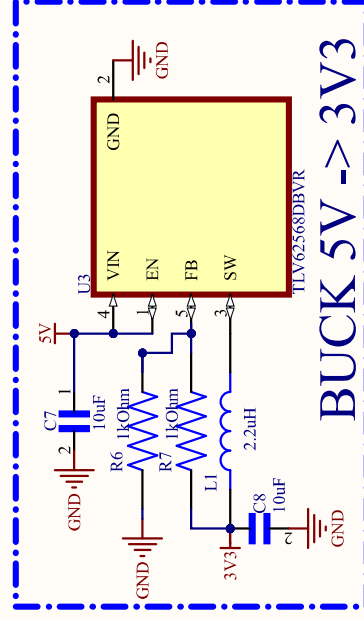 BUCK 5V -> 3V3
U3
TLV62568DBVR
VIN
EN
FB
SW
GND
4
1
5
3
2
GND
5V
C7
10uF
1
2
GND
R6
1kOhm
GND
R7
1kOhm
L1
2.2uH
3V3
C8
10uF
2
GND